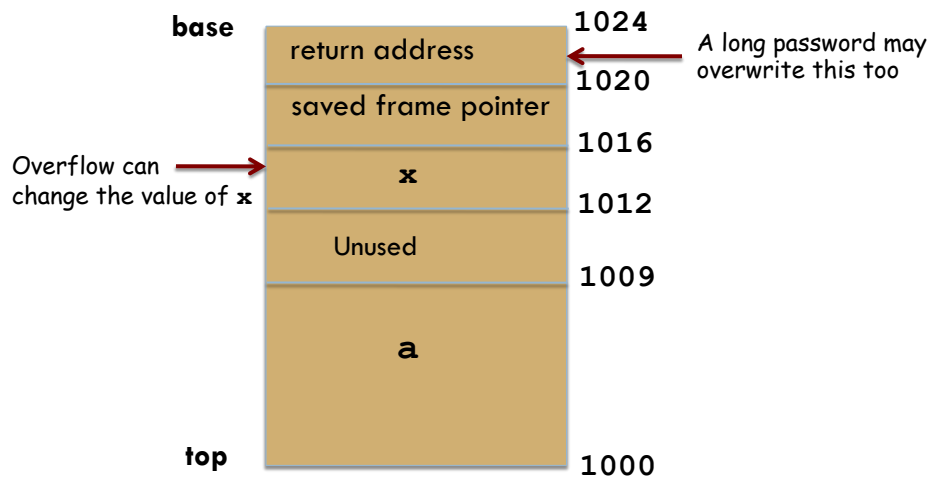 base
1024
return address
A long password may
overwrite this too
1020
saved frame pointer
1016
Overflow can
change the value of x
x
1012
Unused
1009
a
top
1000